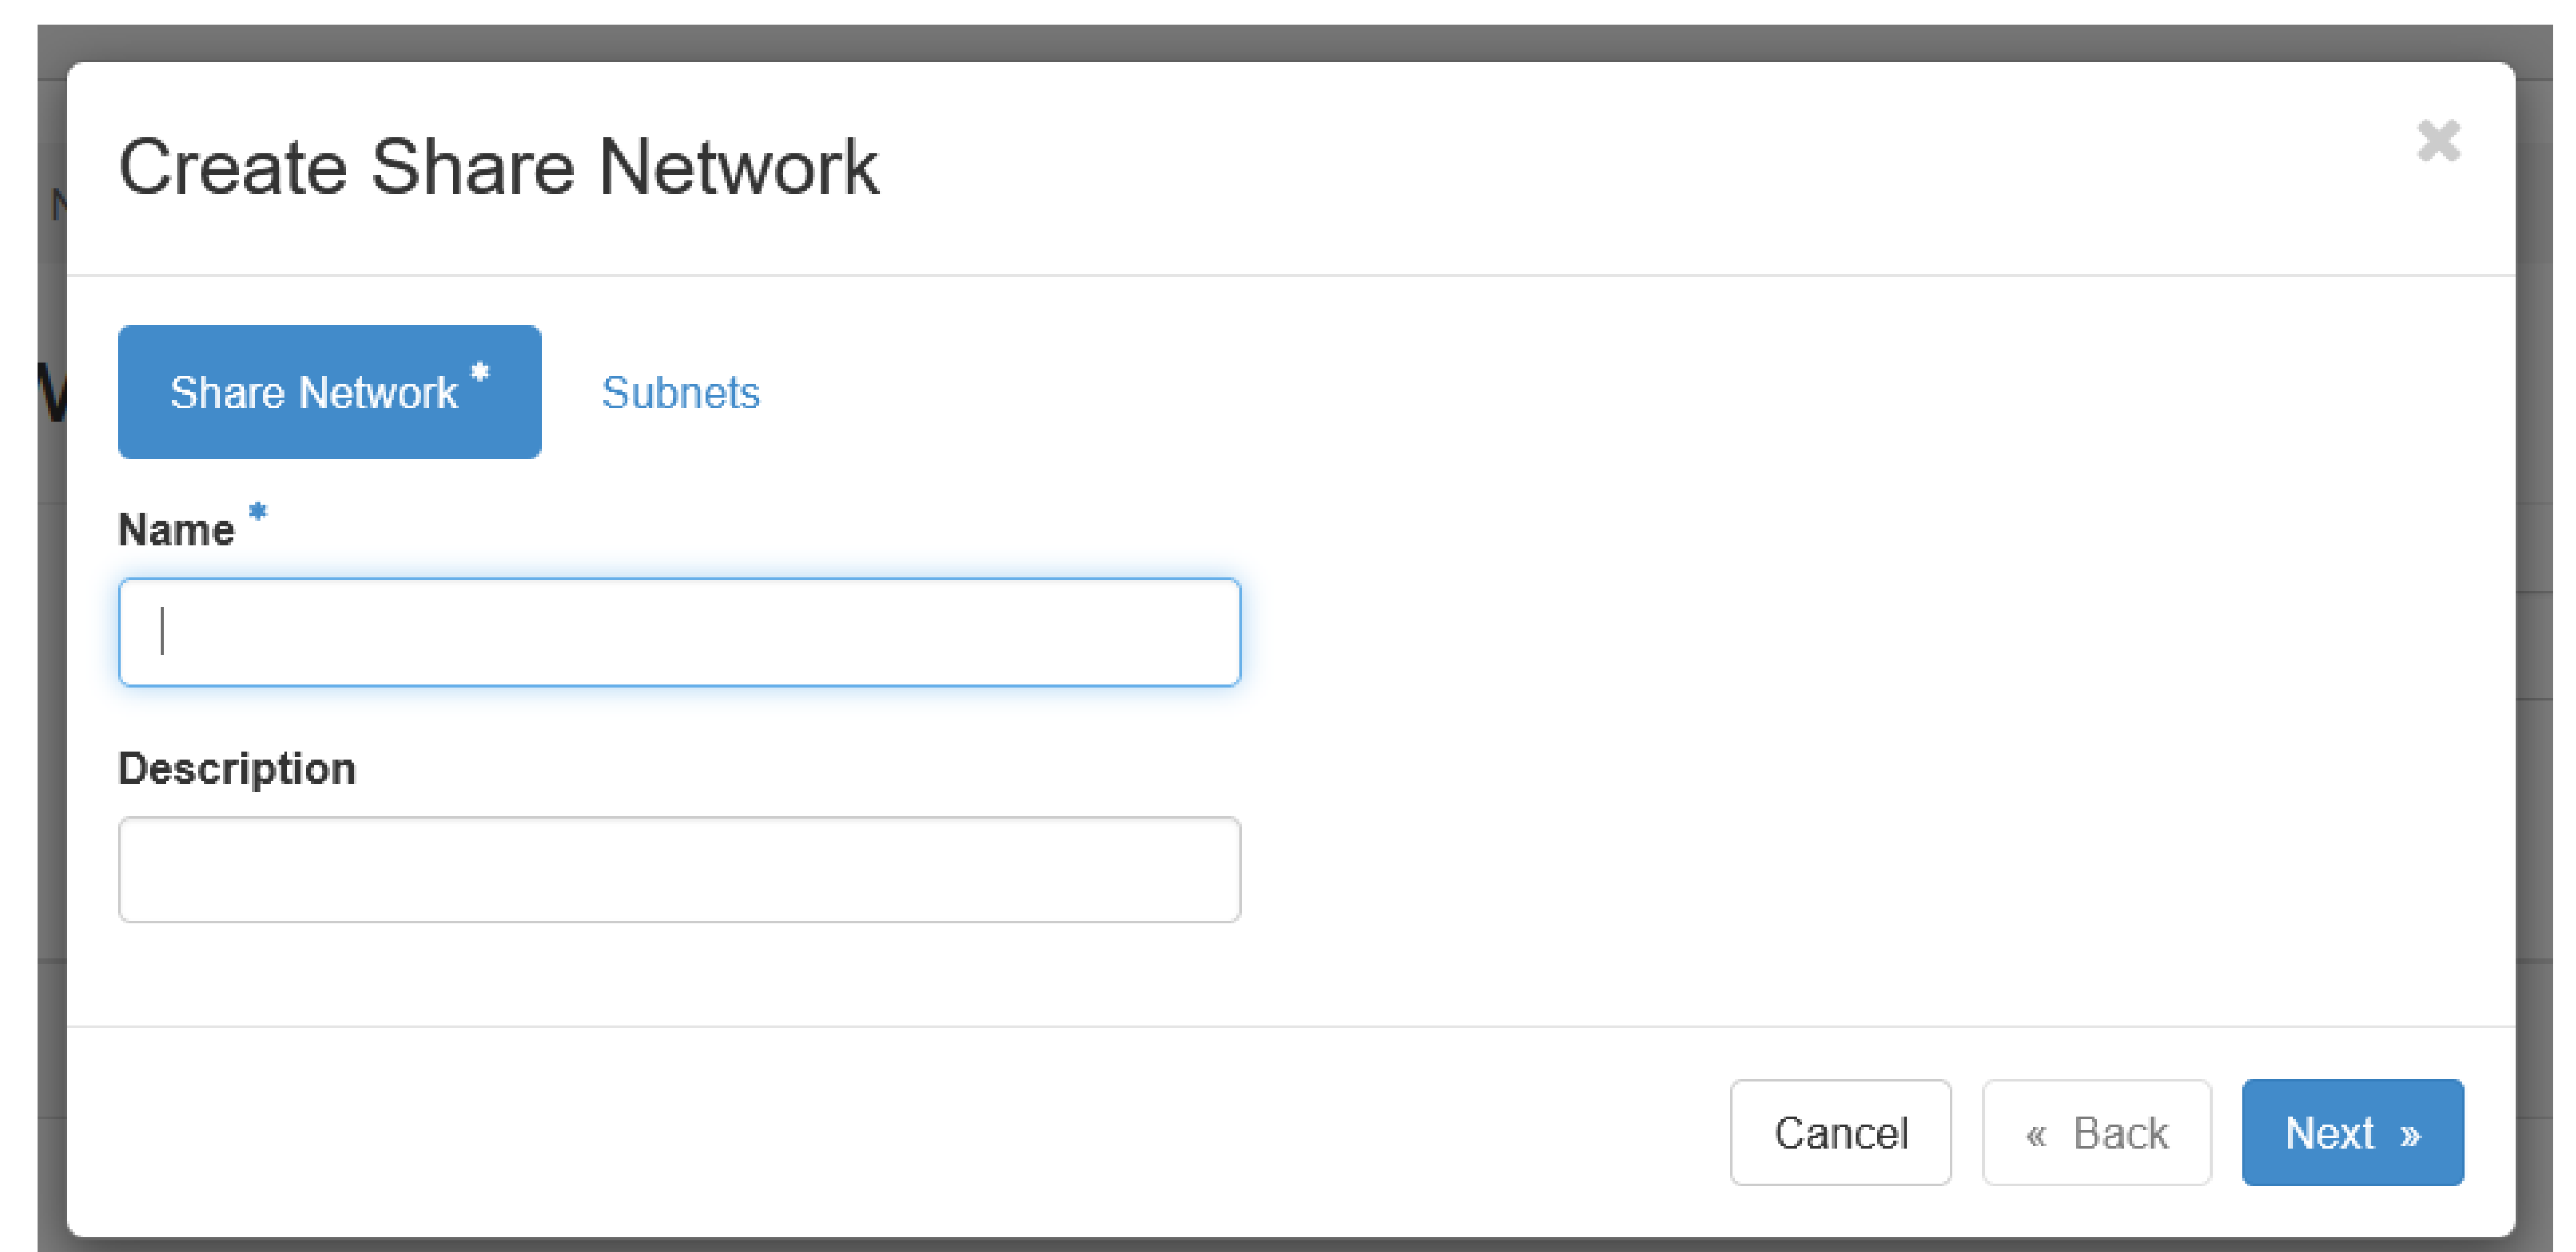 Create Share Network
Share Network * Subnets
Name *
Description
Cancel « Back Next »